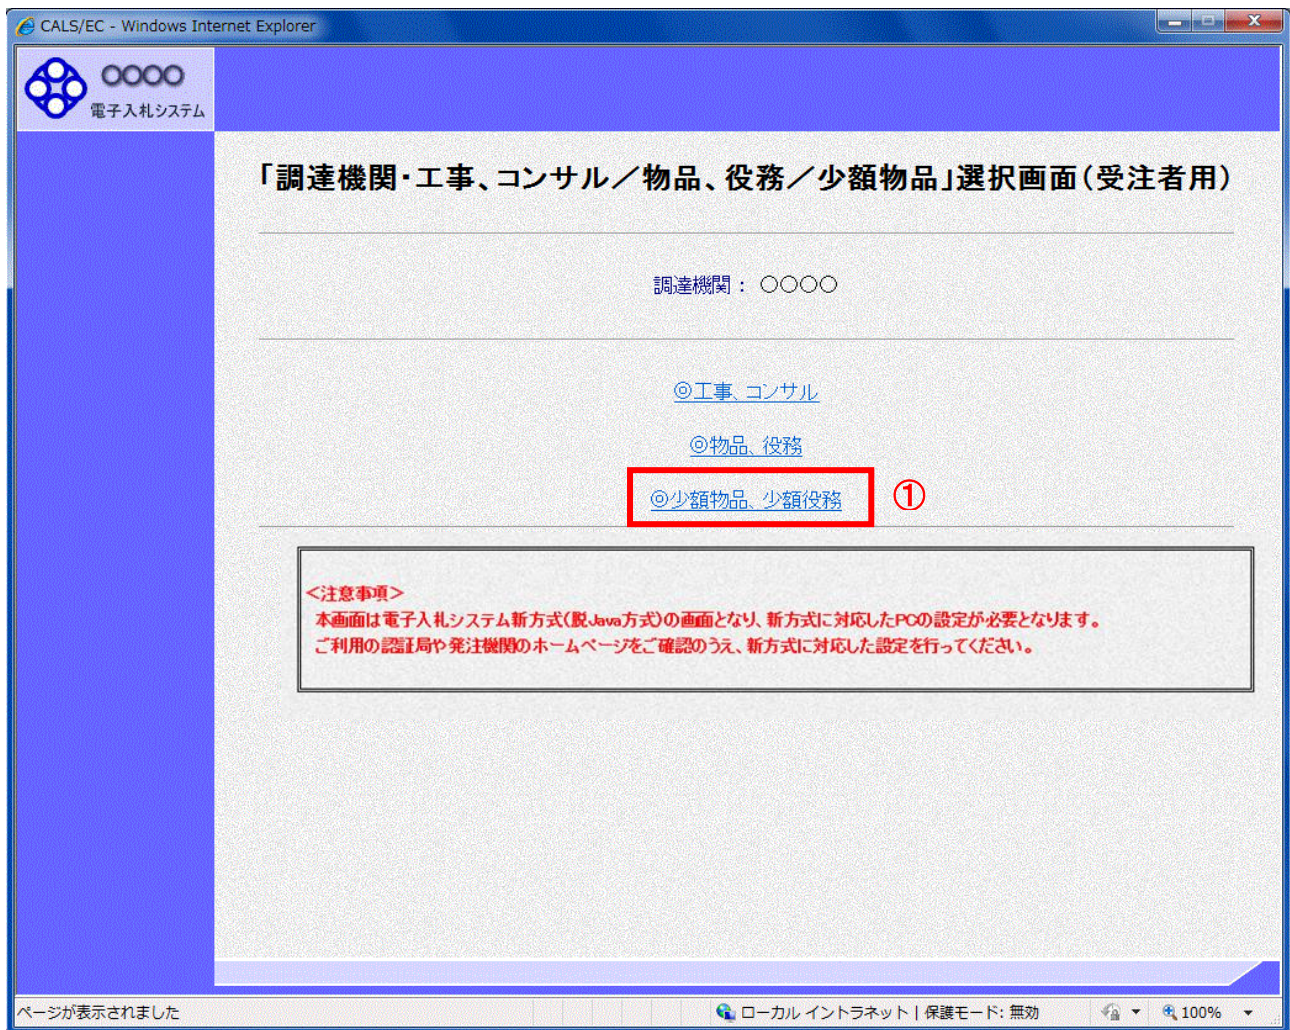 CALS/EC - Windows Internet Explorer
○○○○
電子入札システム
「調達機関・工事、コンサル／物品、役務／少額物品」選択画面(受注者用)
調達機関： ○○○○
◎工事、コンサル
◎物品、役務
◎少額物品、少額役務 ①
＜注意事項＞
本画面は電子入札システム新方式(脱Java方式)の画面となり、新方式に対応したPCの設定が必要となります。
ご利用の認証局や発注機関のホームページをご確認のうえ、新方式に対応した設定を行ってください。
ページが表示されました
ローカル イントラネット | 保護モード: 無効
100%